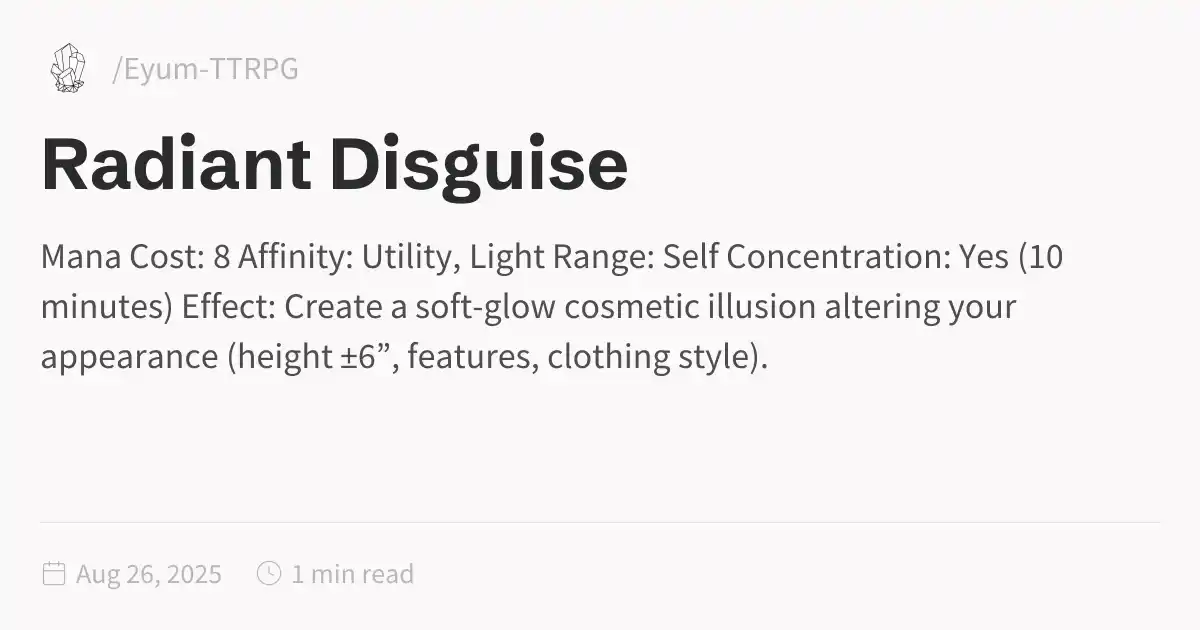 /Eyum-TTRPG
Radiant Disguise
Mana Cost: 8 Affinity: Utility, Light Range: Self Concentration: Yes (10
minutes) Effect: Create a soft-glow cosmetic illusion altering your
appearance (height ±6”, features, clothing style).
Aug 26, 2025 1 min read